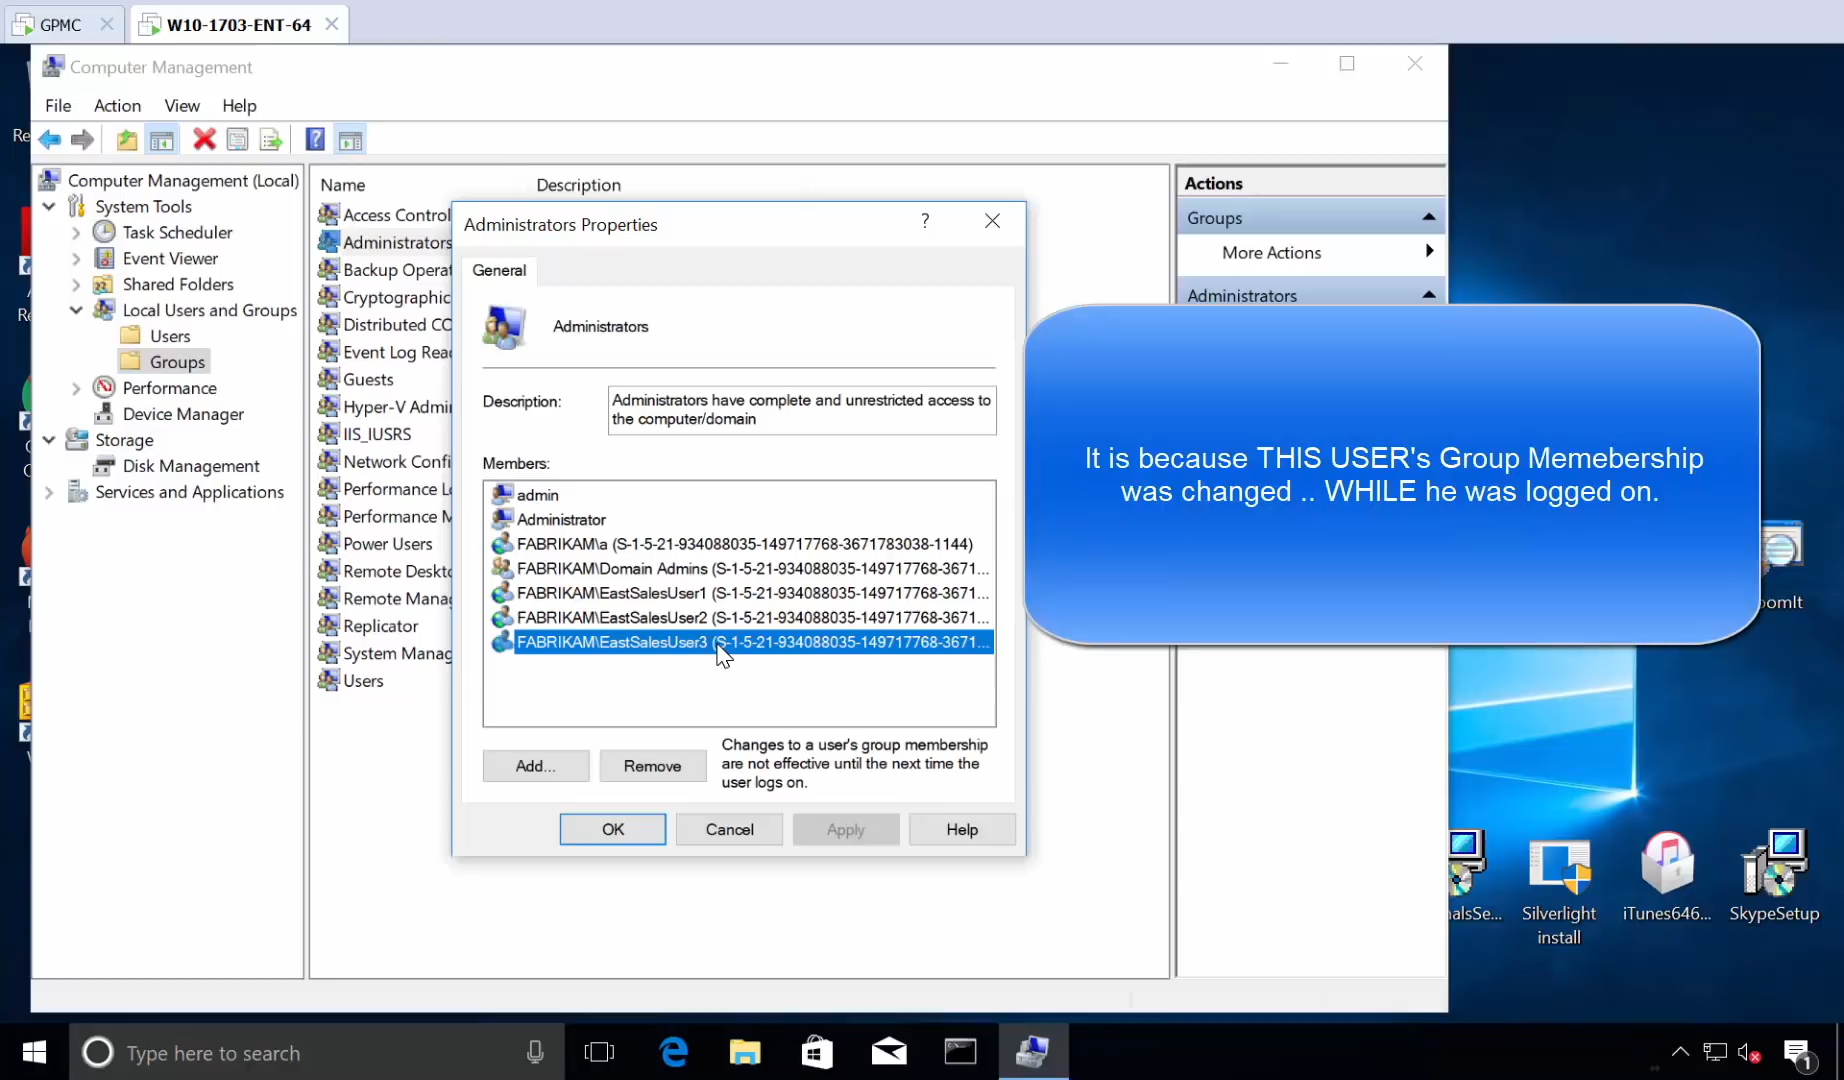 GPMC
W10-1703-ENT-64
Computer Management
File Action View Help
Re
Computer Management (Local)
System Tools
Task Scheduler
Event Viewer
Shared Folders
Local Users and Groups
Users
Groups
Performance
Device Manager
Storage
Disk Management
Services and Applications
Name Description
Access Control
Administrators
Backup Operat
Cryptographic
Distributed CO
Event Log Rea
Guests
Hyper-V Admi
IIS_IUSRS
Network Confi
Performance L
Performance M
Power Users
Remote Deskt
Remote Mana
Replicator
System Manag
Users
Administrators Properties
?
General
Administrators
Description:
Administrators have complete and unrestricted access to
the computer/domain
Members:
admin
Administrator
FABRIKAM\a (S-1-5-21-934088035-149717768-3671783038-1144)
FABRIKAM\Domain Admins (S-1-5-21-934088035-149717768-3671...
FABRIKAM\EastSalesUser1 (S-1-5-21-934088035-149717768-3671...
FABRIKAM\EastSalesUser2 (S-1-5-21-934088035-149717768-3671...
FABRIKAM\EastSalesUser3 (S-1-5-21-934088035-149717768-3671...
Add... Remove
Changes to a user's group membership
are not effective until the next time the
user logs on.
OK Cancel Apply Help
Actions
Groups
More Actions
Administrators
It is because THIS USER's Group Memebership
was changed .. WHILE he was logged on.
Re
oomIt
nalsSe...
Silverlight
install
iTunes646...
SkypeSetup
Type here to search
1